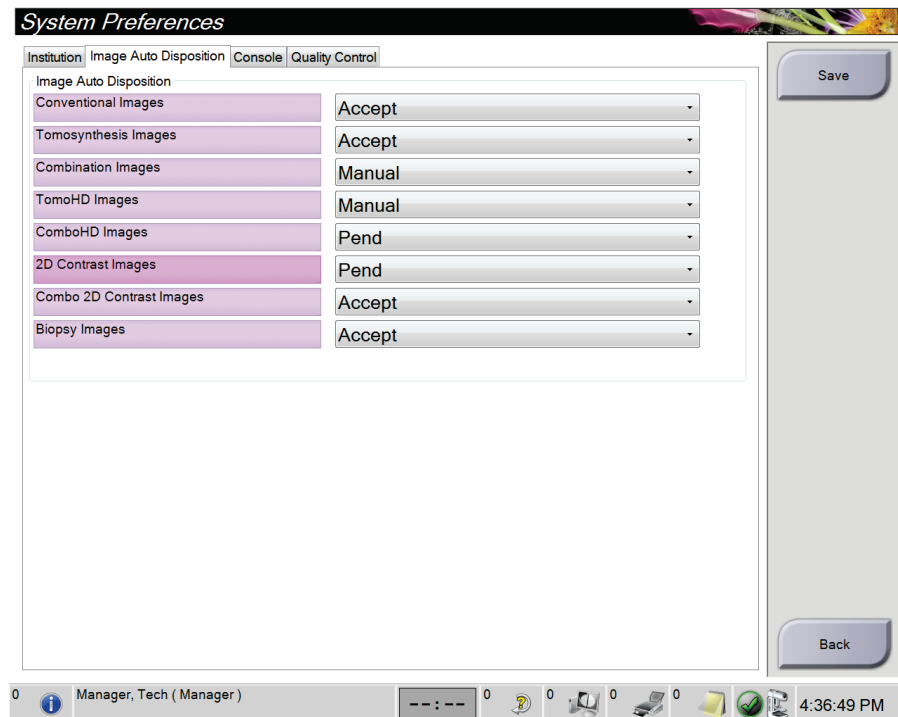 System Preferences
Institution Image Auto Disposition Console Quality Control
Image Auto Disposition
Conventional Images Accept
Tomosynthesis Images Accept
Combination Images Manual
TomoHD Images Manual
ComboHD Images Pend
2D Contrast Images Pend
Combo 2D Contrast Images Accept
Biopsy Images Accept
Save
Back
0 Manager, Tech ( Manager ) --:-- 0 0 0 0 4:36:49 PM